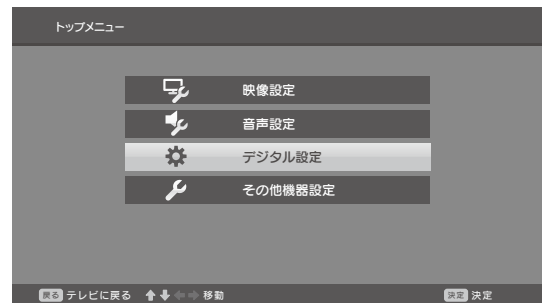 トップメニュー
映像設定
音声設定
デジタル設定
その他機器設定
戻る テレビに戻る 移動 決定 決定